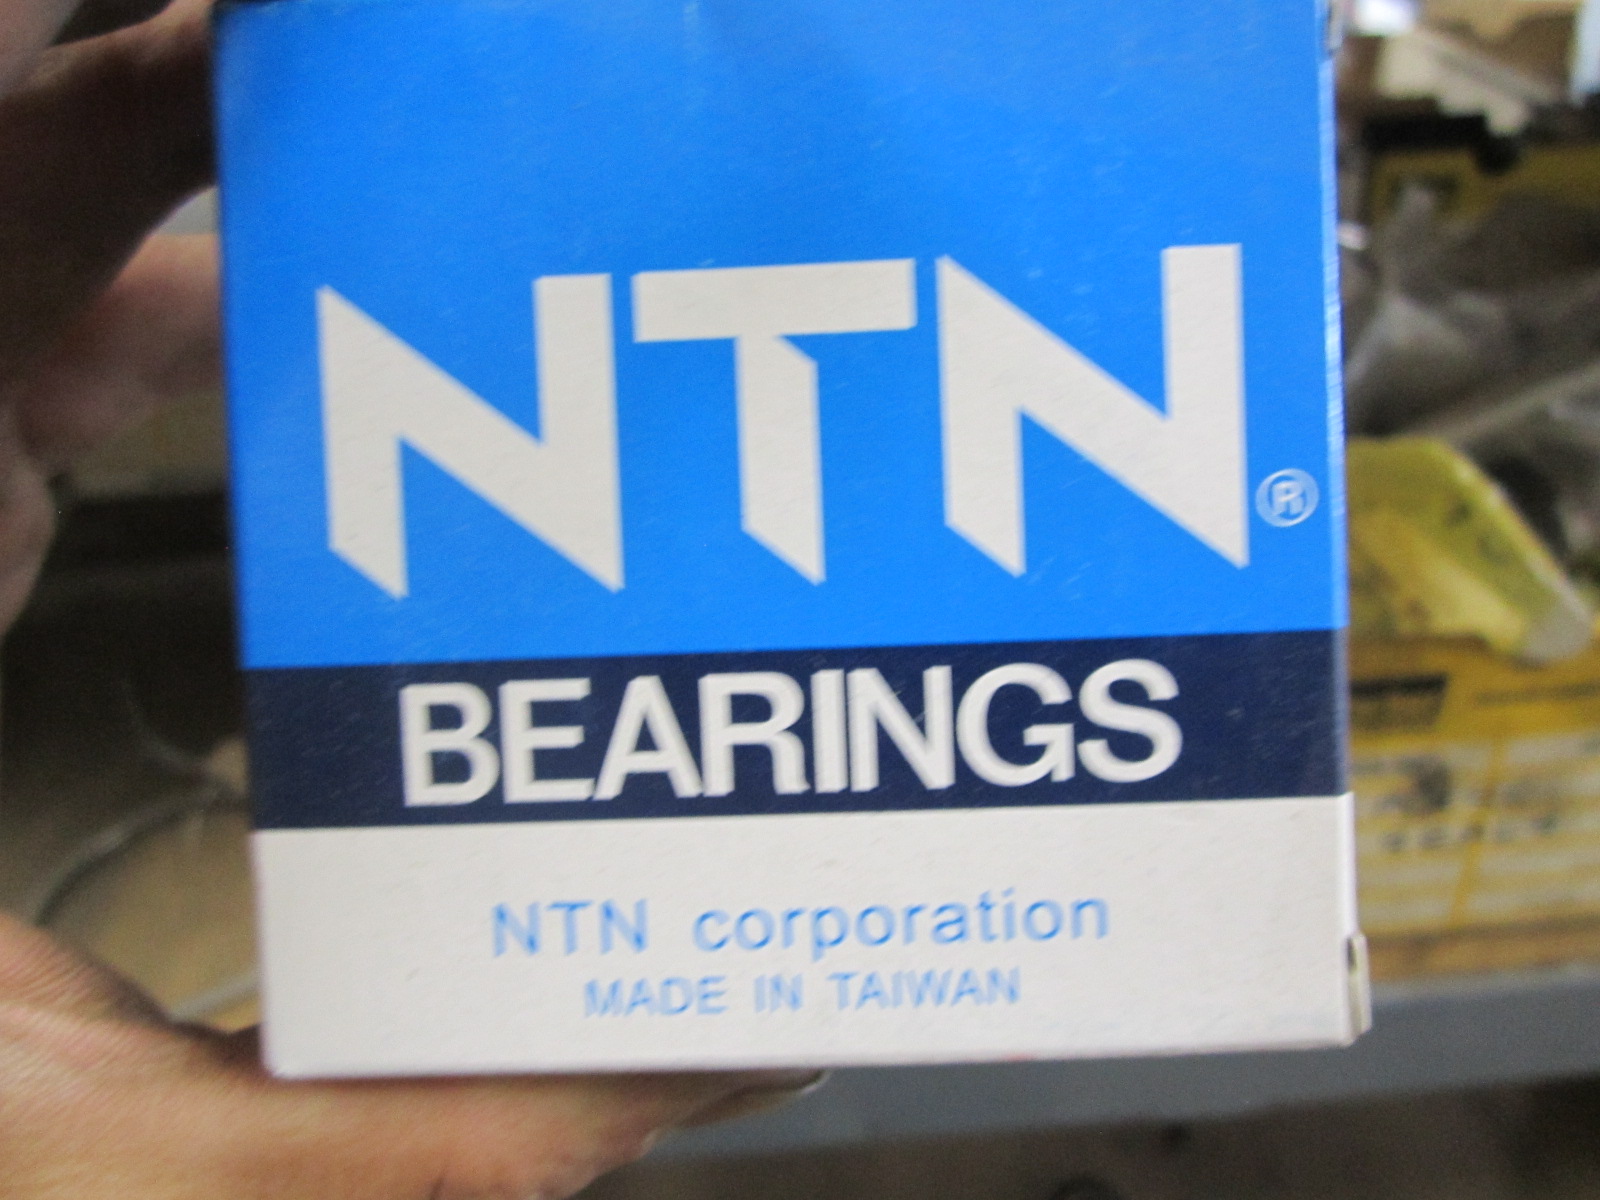 NTN®
BEARINGS
NTN corporation
MADE IN TAIWAN